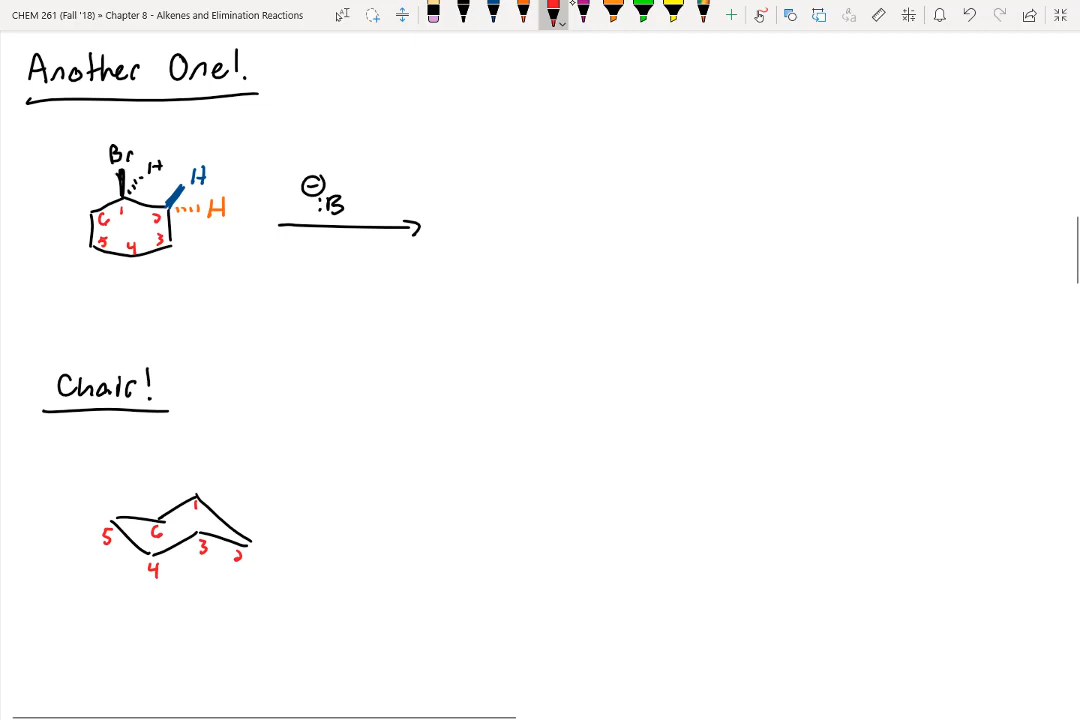 CHEM 261 (Fall '18) » Chapter 8 - Alkenes and Elimination Reactions
Another One!
Br
H
H
H
1
2
3
4
5
6
⊖
:B
Chair!
1
2
3
4
5
6